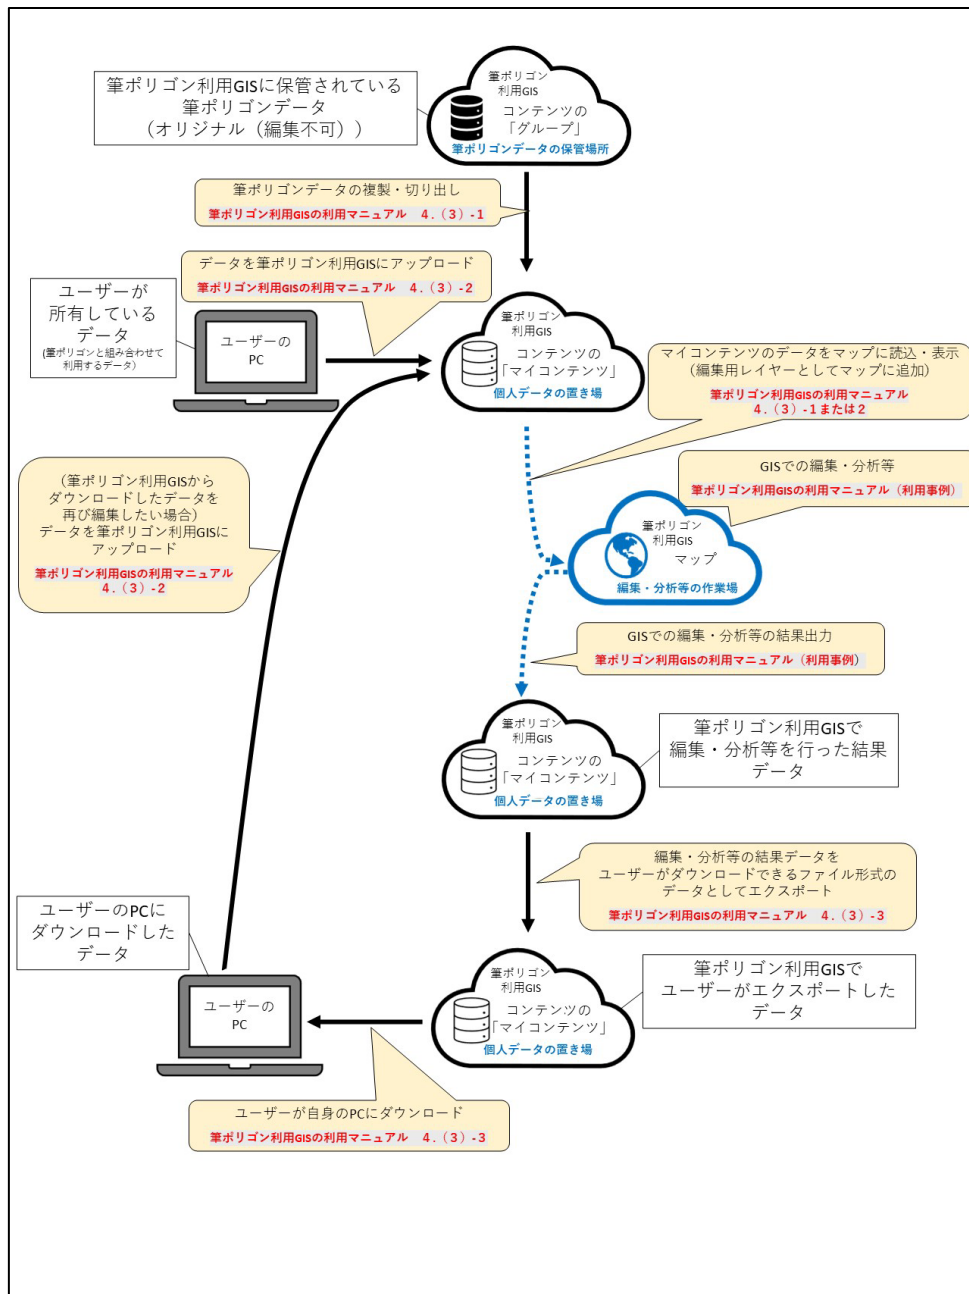 筆ポリゴン利用GISに保管されている
筆ポリゴンデータ
（オリジナル（編集不可））
筆ポリゴン
利用GIS
コンテンツの
「グループ」
筆ポリゴンデータの保管場所
筆ポリゴンデータの複製・切り出し
筆ポリゴン利用GISの利用マニュアル　4.（3）-1
データを筆ポリゴン利用GISにアップロード
筆ポリゴン利用GISの利用マニュアル　4.（3）-2
ユーザーが
所有している
データ
(筆ポリゴンと組み合わせて
利用するデータ)
ユーザーの
PC
筆ポリゴン
利用GIS
コンテンツの
「マイコンテンツ」
個人データの置き場
マイコンテンツのデータをマップに読込・表示
（編集用レイヤーとしてマップに追加）
筆ポリゴン利用GISの利用マニュアル
4.（3）-1または2
GISでの編集・分析等
筆ポリゴン利用GISの利用マニュアル（利用事例）
（筆ポリゴン利用GISから
ダウンロードしたデータを
再び編集したい場合）
データを筆ポリゴン利用GISに
アップロード
筆ポリゴン利用GISの利用マニュアル
4.（3）-2
筆ポリゴン
利用GIS
マップ
編集・分析等の作業場
GISでの編集・分析等の結果出力
筆ポリゴン利用GISの利用マニュアル（利用事例）
筆ポリゴン
利用GIS
コンテンツの
「マイコンテンツ」
個人データの置き場
筆ポリゴン利用GISで
編集・分析等を行った結果
データ
編集・分析等の結果データを
ユーザーがダウンロードできるファイル形式の
データとしてエクスポート
筆ポリゴン利用GISの利用マニュアル　4.（3）-3
ユーザーのPCに
ダウンロードした
データ
ユーザーの
PC
筆ポリゴン
利用GIS
コンテンツの
「マイコンテンツ」
個人データの置き場
筆ポリゴン利用GISで
ユーザーがエクスポートした
データ
ユーザーが自身のPCにダウンロード
筆ポリゴン利用GISの利用マニュアル　4.（3）-3